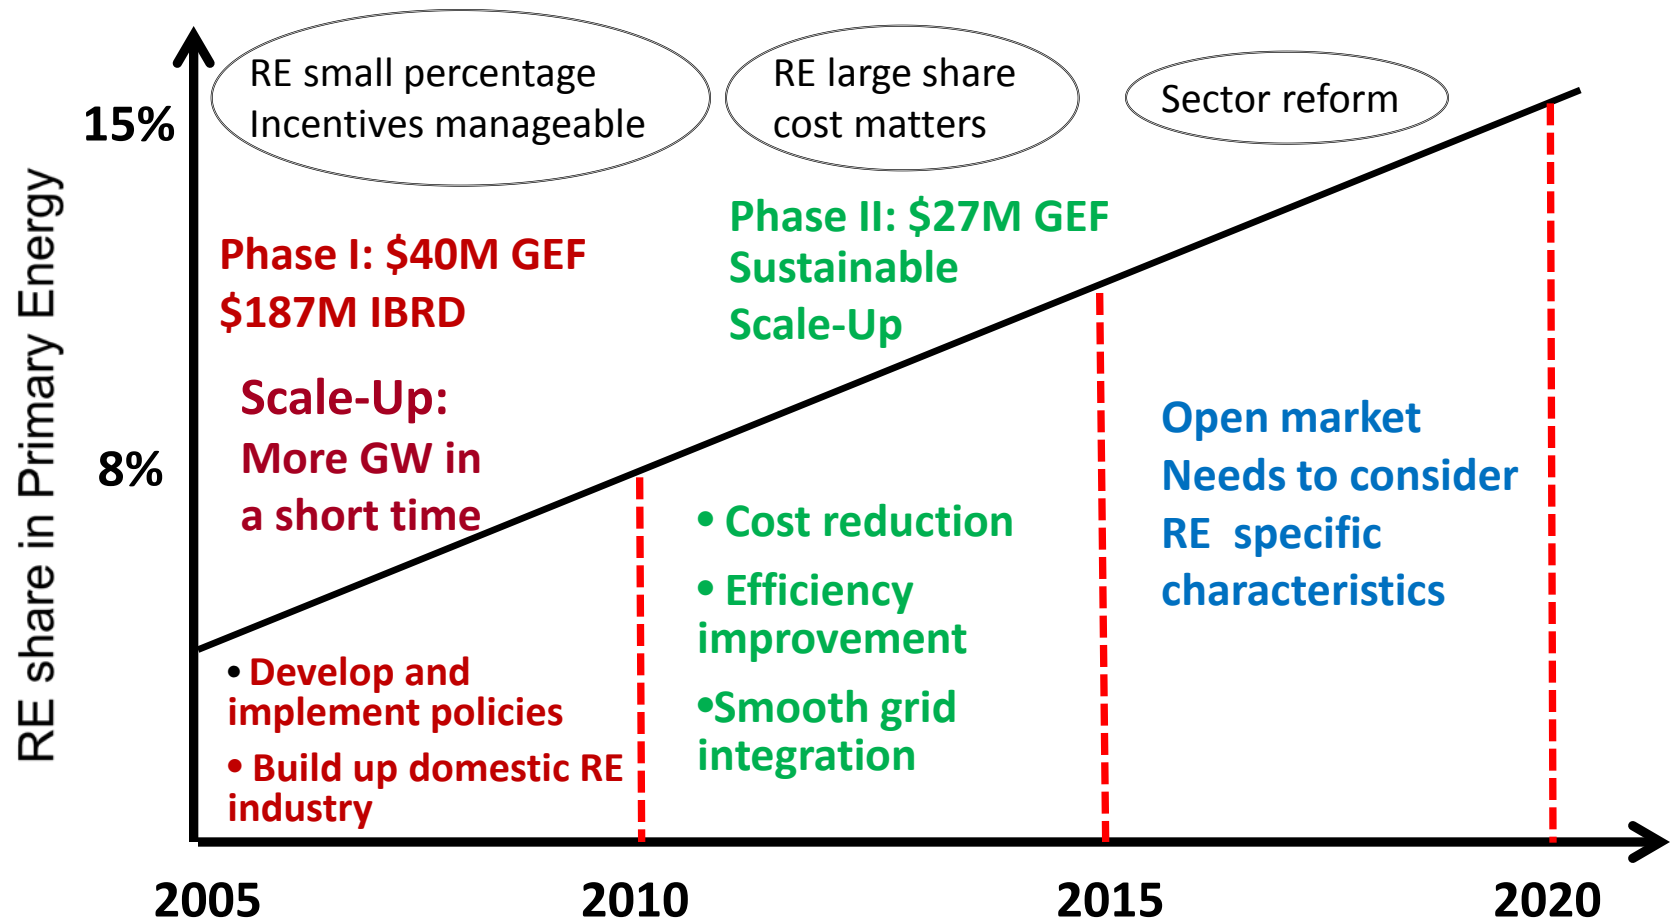 RE small percentage
Incentives manageable
RE large share
cost matters
Sector reform
15%
8%
RE share in Primary Energy
Phase I: $40M GEF
$187M IBRD
Scale-Up:
More GW in
a short time
• Develop and
implement policies
• Build up domestic RE
industry
Phase II: $27M GEF
Sustainable
Scale-Up
• Cost reduction
• Efficiency
improvement
•Smooth grid
integration
Open market
Needs to consider
RE  specific
characteristics
2005
2010
2015
2020